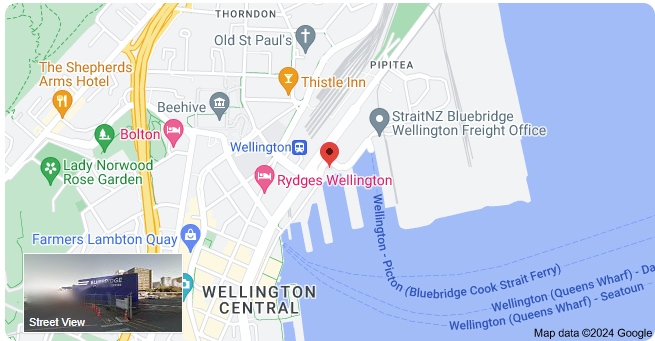 THORNDON
Old St Paul's
PIPITEA
The Shepherds
Arms Hotel
Thistle Inn
Beehive
StraitNZ Bluebridge
Wellington Freight Office
Bolton
Wellington
Lady Norwood
Rose Garden
Rydges Wellington
Wellington - Picton (Bluebridge Cook Strait Ferry)
Farmers Lambton Quay
Wellington (Queens Wharf) - Da
Wellington (Queens Wharf) - Seatoun
BLUEBRIDGE
WELLINGTON
CENTRAL
Street View
Map data ©2024 Google